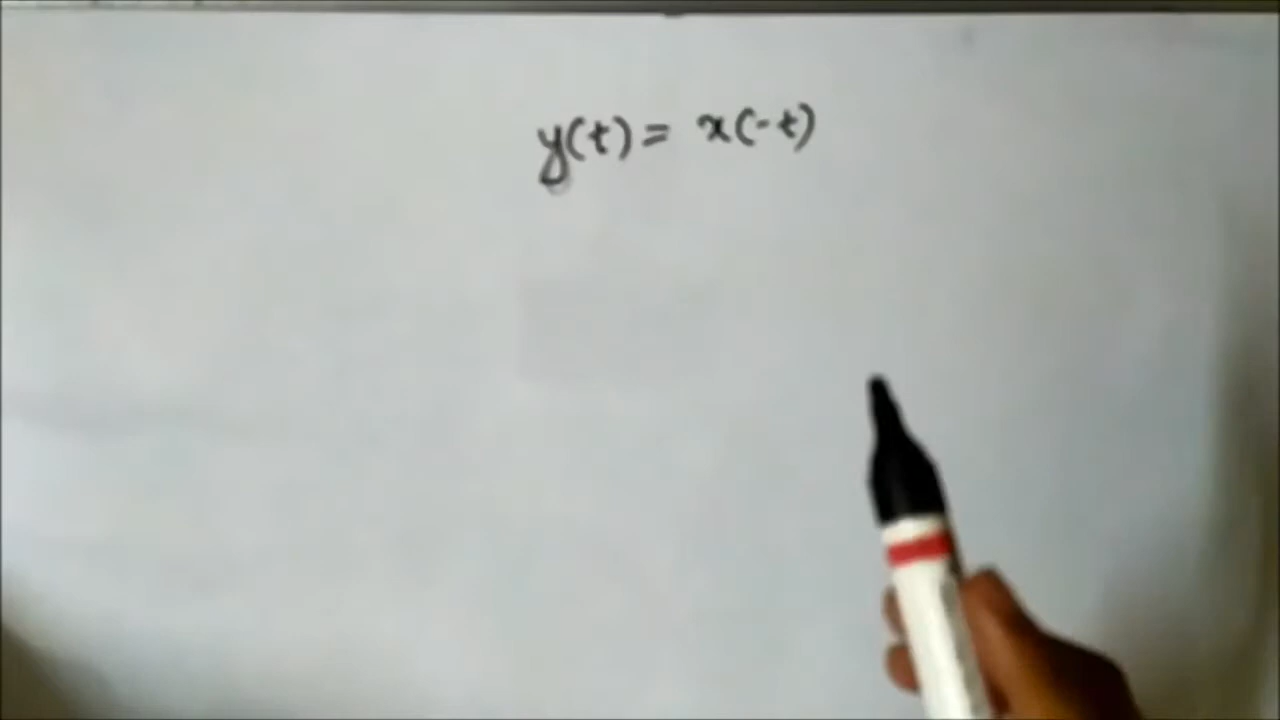 y(t) = x(-t)